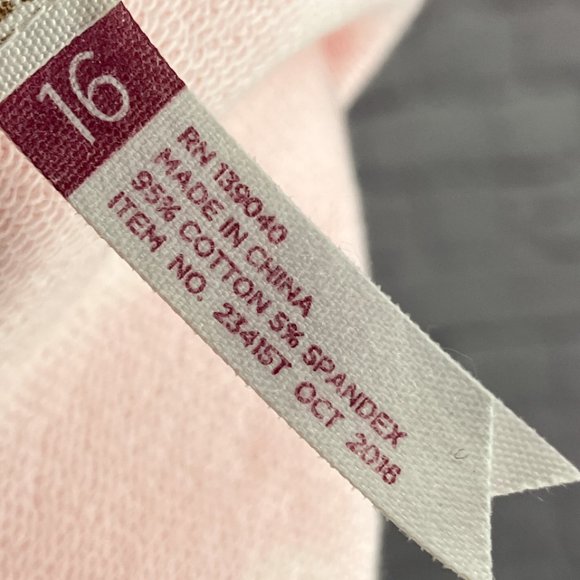 16
RN 139040
MADE IN CHINA
95% COTTON 5% SPANDEX
ITEM NO. 23415T OCT 2016